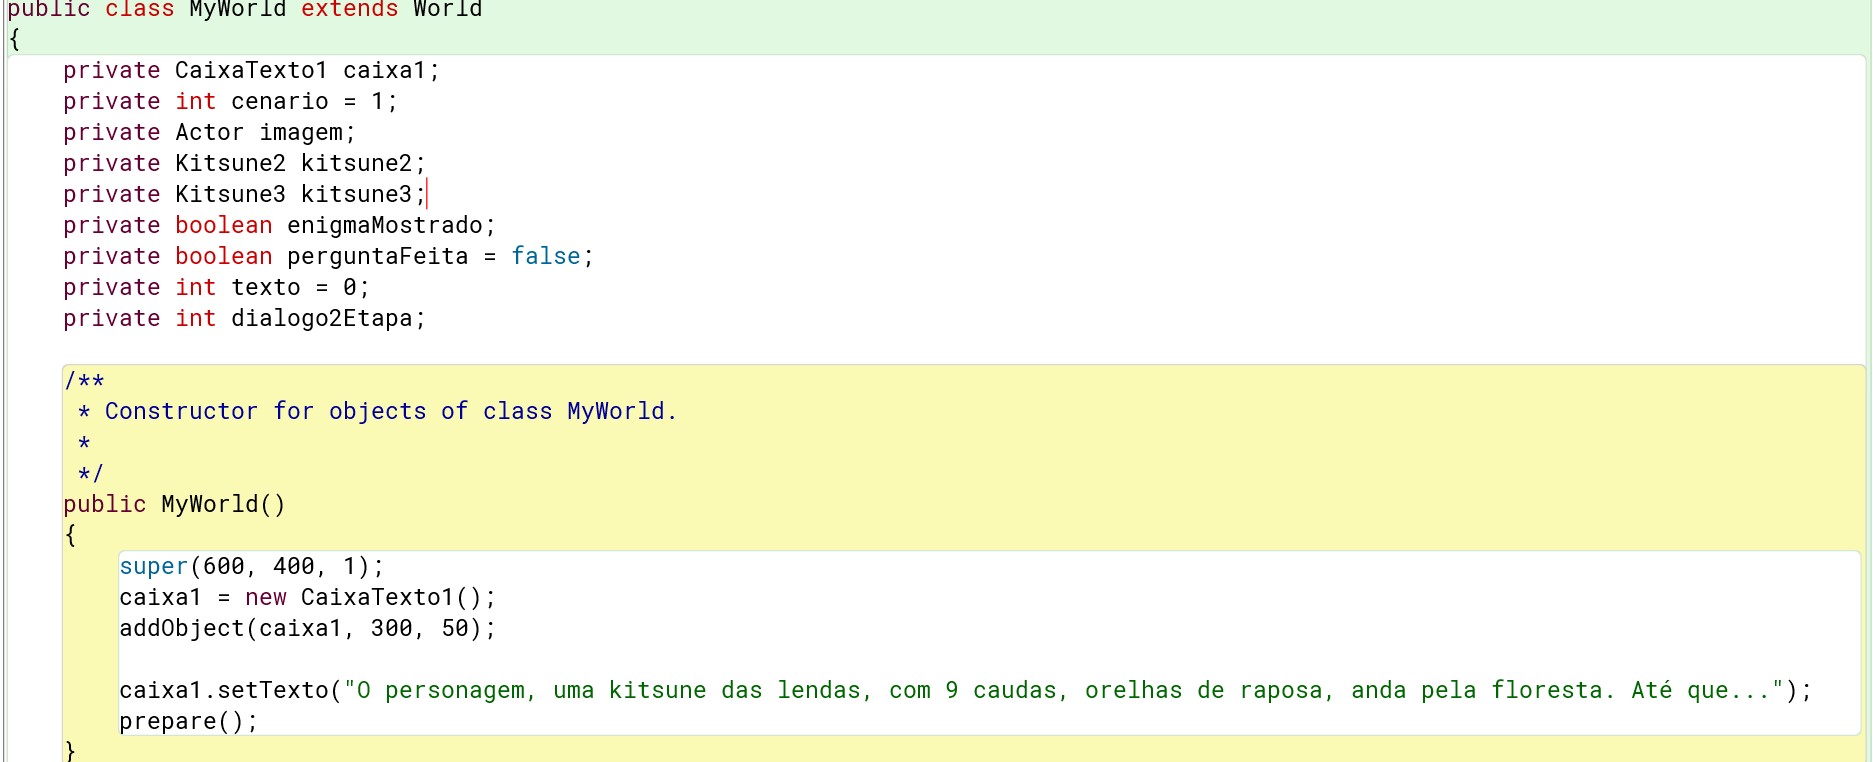 public class MyWorld extends World
{
    private CaixaTexto1 caixa1;
    private int cenario = 1;
    private Actor imagem;
    private Kitsune2 kitsune2;
    private Kitsune3 kitsune3;
    private boolean enigmaMostrado;
    private boolean perguntaFeita = false;
    private int texto = 0;
    private int dialogo2Etapa;

    /**
     * Constructor for objects of class MyWorld.
     *
     */
    public MyWorld()
    {
        super(600, 400, 1);
        caixa1 = new CaixaTexto1();
        addObject(caixa1, 300, 50);

        caixa1.setTexto("O personagem, uma kitsune das lendas, com 9 caudas, orelhas de raposa, anda pela floresta. Até que...");
        prepare();
    }